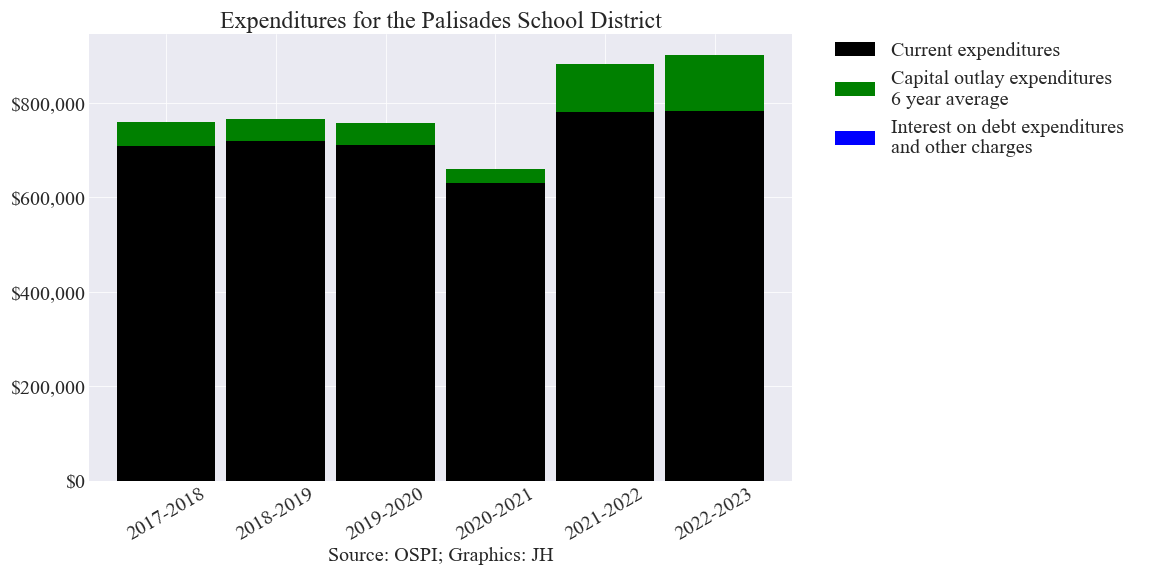 Expenditures for the Palisades School District
Current expenditures
Capital outlay expenditures
6 year average
Interest on debt expenditures
and other charges
$800,000
$600,000
$400,000
$200,000
$0
2017-2018
2018-2019
2019-2020
2020-2021
2021-2022
2022-2023
Source: OSPI; Graphics: JH